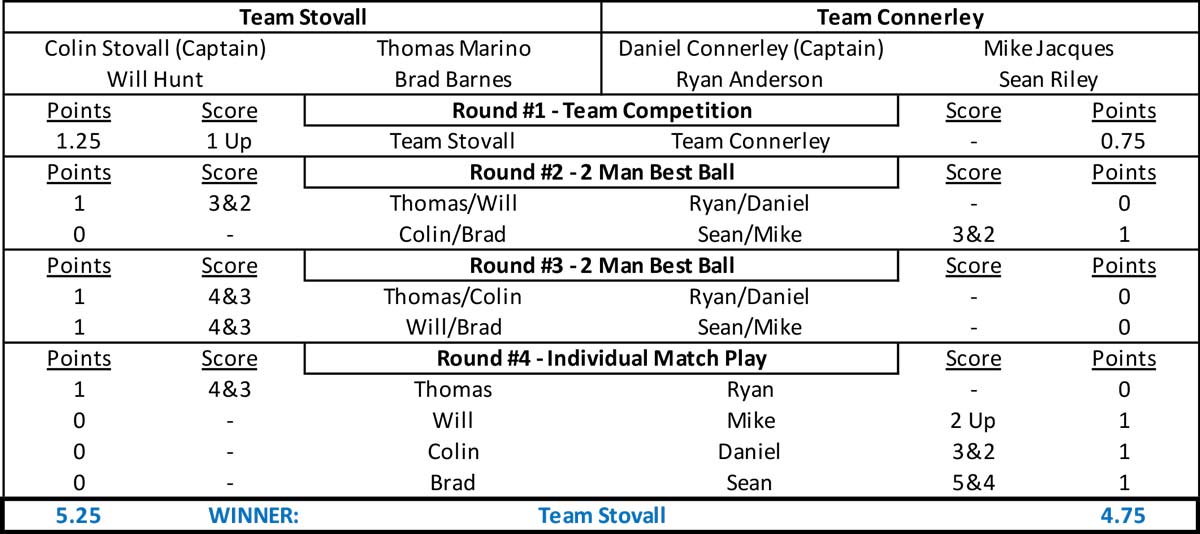 Team Stovall Team Connerley
Colin Stovall (Captain) Thomas Marino Daniel Connerley (Captain) Mike Jacques
Will Hunt Brad Barnes Ryan Anderson Sean Riley
Points Score Round #1 - Team Competition Score Points
1.25 1 Up Team Stovall Team Connerley - 0.75
Points Score Round #2 - 2 Man Best Ball Score Points
1 3&2 Thomas/Will Ryan/Daniel - 0
0 - Colin/Brad Sean/Mike 3&2 1
Points Score Round #3 - 2 Man Best Ball Score Points
1 4&3 Thomas/Colin Ryan/Daniel - 0
1 4&3 Will/Brad Sean/Mike - 0
Points Score Round #4 - Individual Match Play Score Points
1 4&3 Thomas Ryan - 0
0 - Will Mike 2 Up 1
0 - Colin Daniel 3&2 1
0 - Brad Sean 5&4 1
5.25 WINNER: Team Stovall 4.75